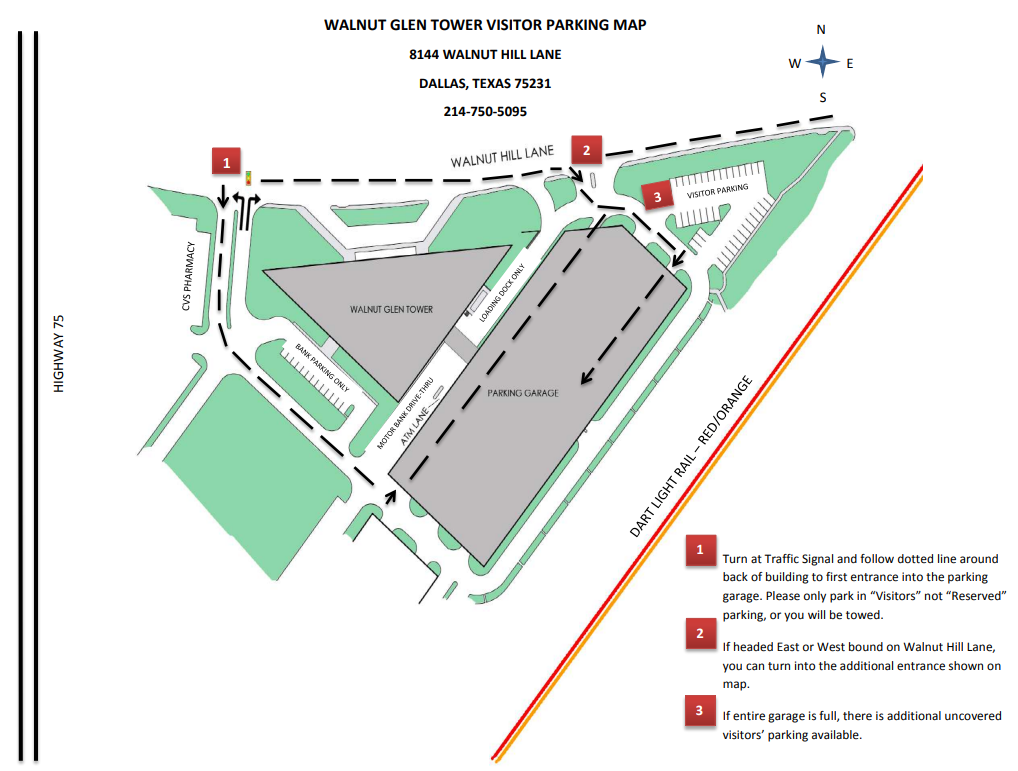 WALNUT GLEN TOWER VISITOR PARKING MAP
8144 WALNUT HILL LANE
DALLAS, TEXAS 75231
214-750-5095
N
W E
S
1
WALNUT HILL LANE
2
3
VISITOR PARKING
CVS PHARMACY
HIGHWAY 75
WALNUT GLEN TOWER
LOADING DOCK ONLY
BANK PARKING ONLY
MOTOR BANK DRIVE-THRU
ATM LANE
PARKING GARAGE
DART LIGHT RAIL – RED/ORANGE
1
Turn at Traffic Signal and follow dotted line around
back of building to first entrance into the parking
garage. Please only park in “Visitors” not “Reserved”
parking, or you will be towed.
2
If headed East or West bound on Walnut Hill Lane,
you can turn into the additional entrance shown on
map.
3
If entire garage is full, there is additional uncovered
visitors’ parking available.